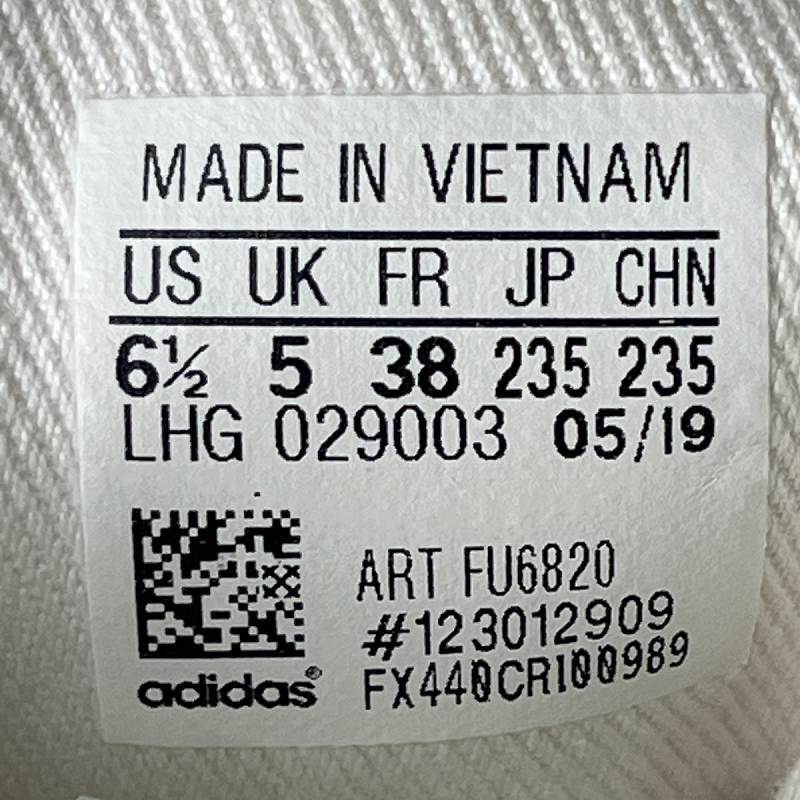 MADE IN VIETNAM
US UK FR JP CHN
6½ 5 38 235 235
LHG 029003 05/19
ART FU6820
#123012909
FX440CR100989
adidas®